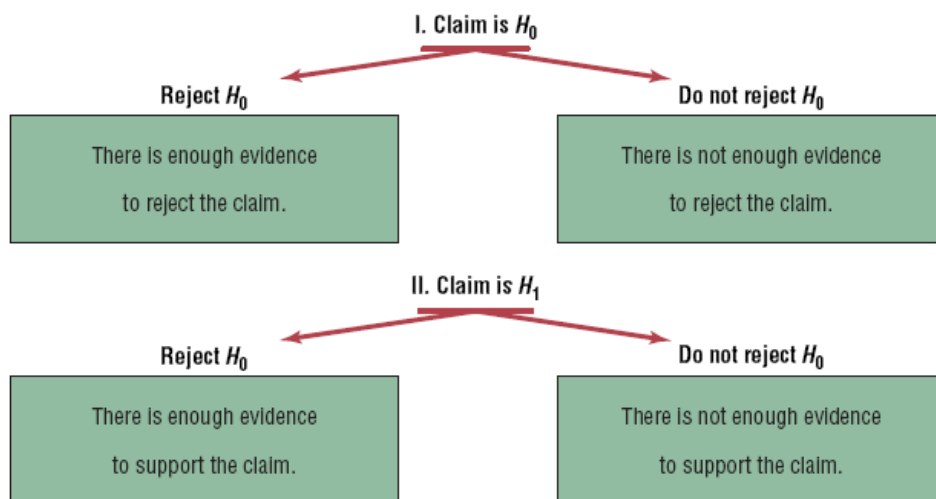 I. Claim is H₀
Reject H₀
Do not reject H₀
There is enough evidence
to reject the claim.
There is not enough evidence
to reject the claim.
II. Claim is H₁
Reject H₀
Do not reject H₀
There is enough evidence
to support the claim.
There is not enough evidence
to support the claim.